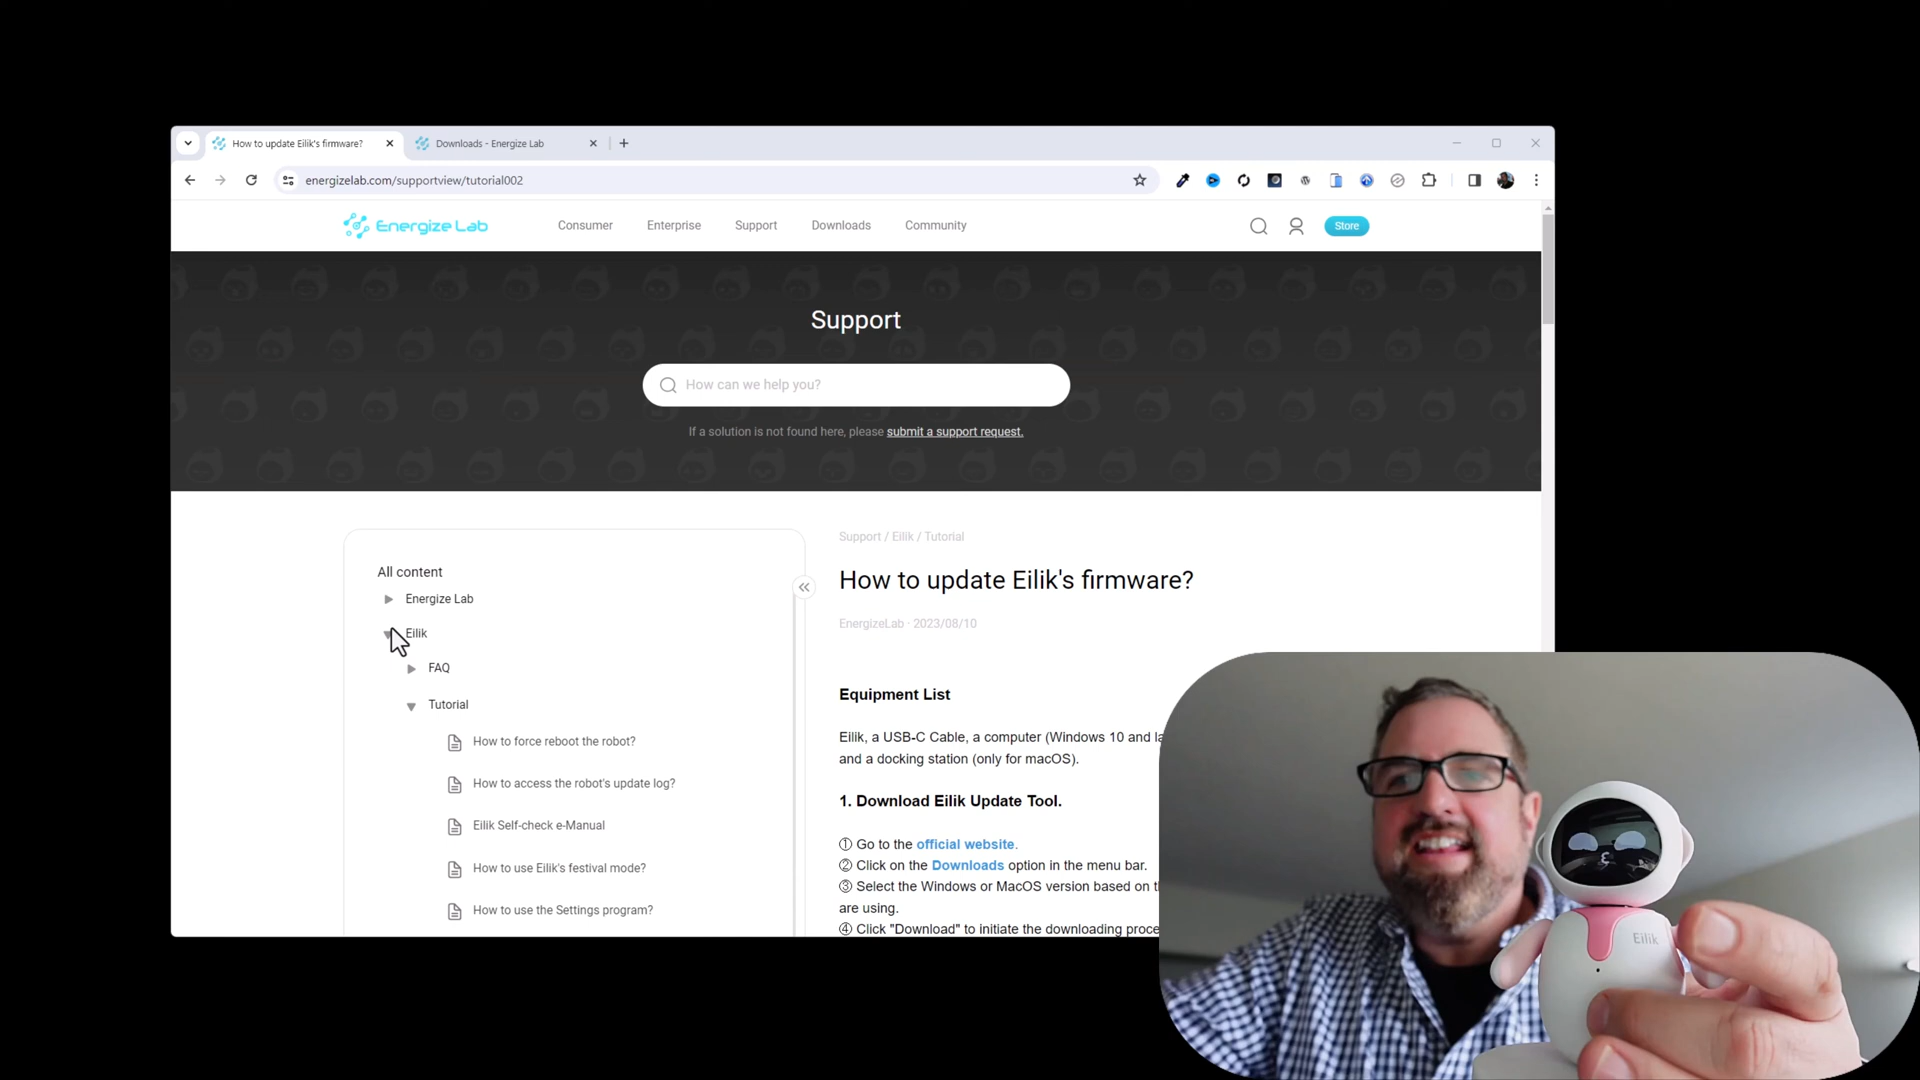 How to update Eilik's firmware?
Downloads - Energize Lab
energizelab.com/supportview/tutorial002
Energize Lab
Consumer
Enterprise
Support
Downloads
Community
Store
Support
How can we help you?
If a solution is not found here, please submit a support request.
All content
Energize Lab
Eilik
FAQ
Tutorial
How to force reboot the robot?
How to access the robot's update log?
Eilik Self-check e-Manual
How to use Eilik's festival mode?
How to use the Settings program?
Support / Eilik / Tutorial
How to update Eilik's firmware?
EnergizeLab · 2023/08/10
Equipment List
Eilik, a USB-C Cable, a computer (Windows 10 and
and a docking station (only for macOS).
1. Download Eilik Update Tool.
① Go to the official website.
② Click on the Downloads option in the menu bar.
③ Select the Windows or MacOS version based on
are using.
④ Click "Download" to initiate the downloading
Eilik